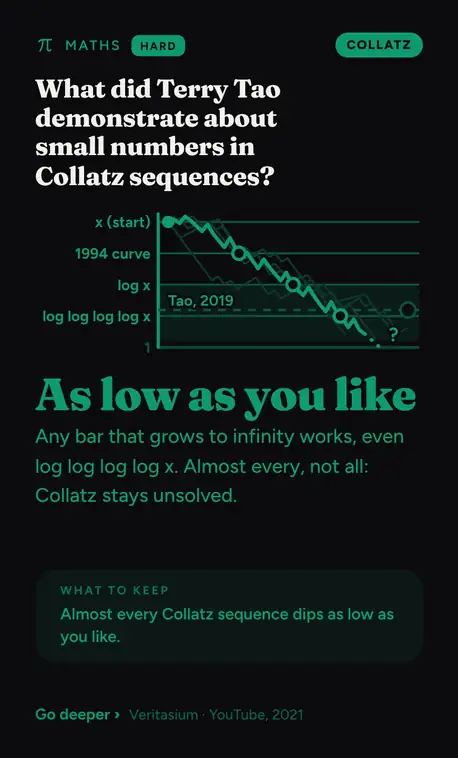 π MATHS HARD COLLATZ
What did Terry Tao
demonstrate about
small numbers in
Collatz sequences?
x (start)
1994 curve
log x
Tao, 2019
log log log log x
?
1
As low as you like
Any bar that grows to infinity works, even
log log log log x. Almost every, not all:
Collatz stays unsolved.
WHAT TO KEEP
Almost every Collatz sequence dips as low as
you like.
Go deeper › Veritasium · YouTube, 2021